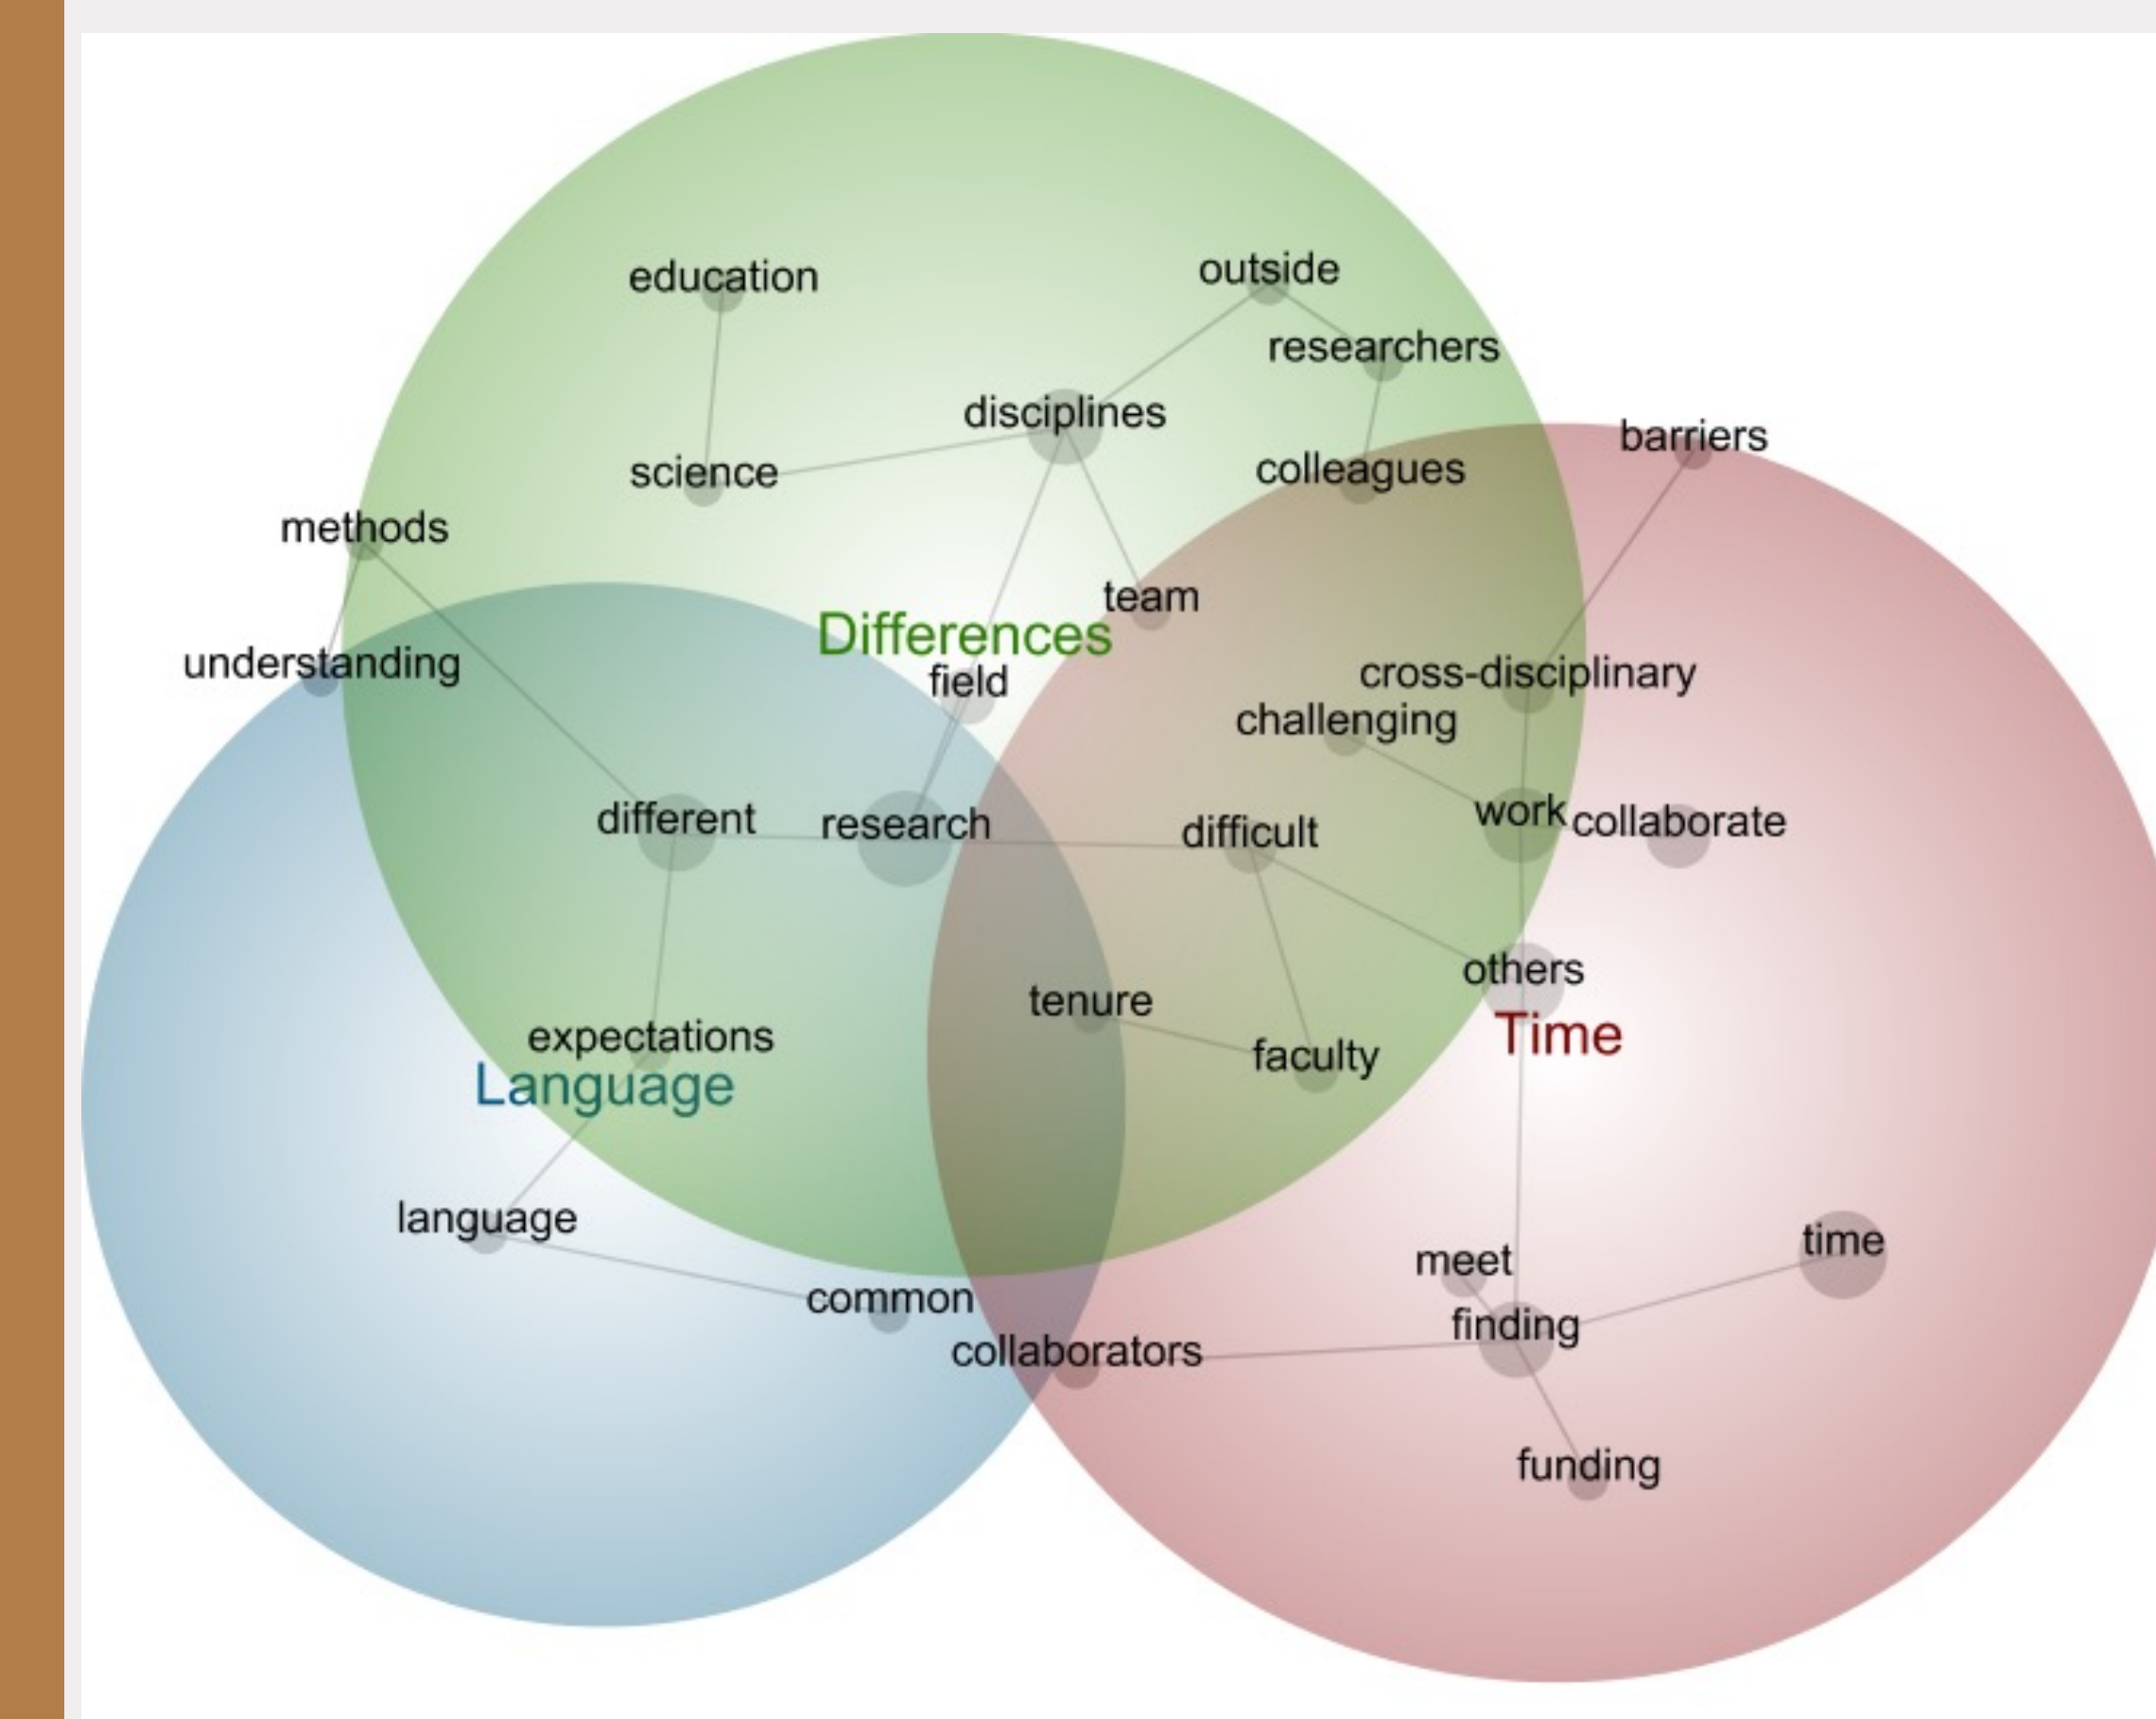 outside
education
researchers
disciplines
barriers
colleagues
science
methods
team
Differences
understanding
cross-disciplinary
field
challenging
work
different
research
difficult
collaborate
others
tenure
Time
expectations
faculty
Language
language
time
meet
common
finding
collaborators
funding